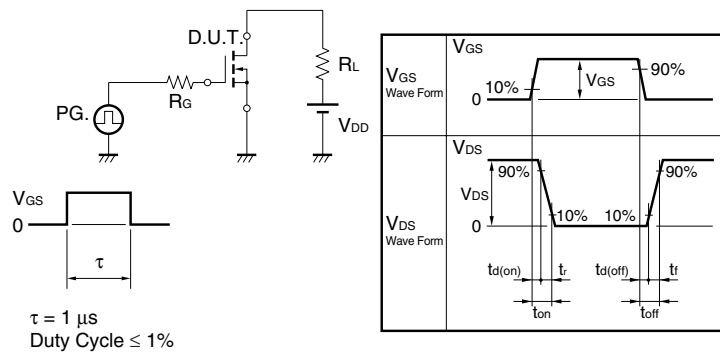 D.U.T.
RL
RG
PG.
VDD
VGS
0
τ
τ = 1 μs
Duty Cycle ≤ 1%
VGS
Wave Form
VGS
10%
VGS
90%
0
VDS
Wave Form
VDS
90%
90%
VDS
10%
10%
0
td(on)
tr
td(off)
tf
ton
toff